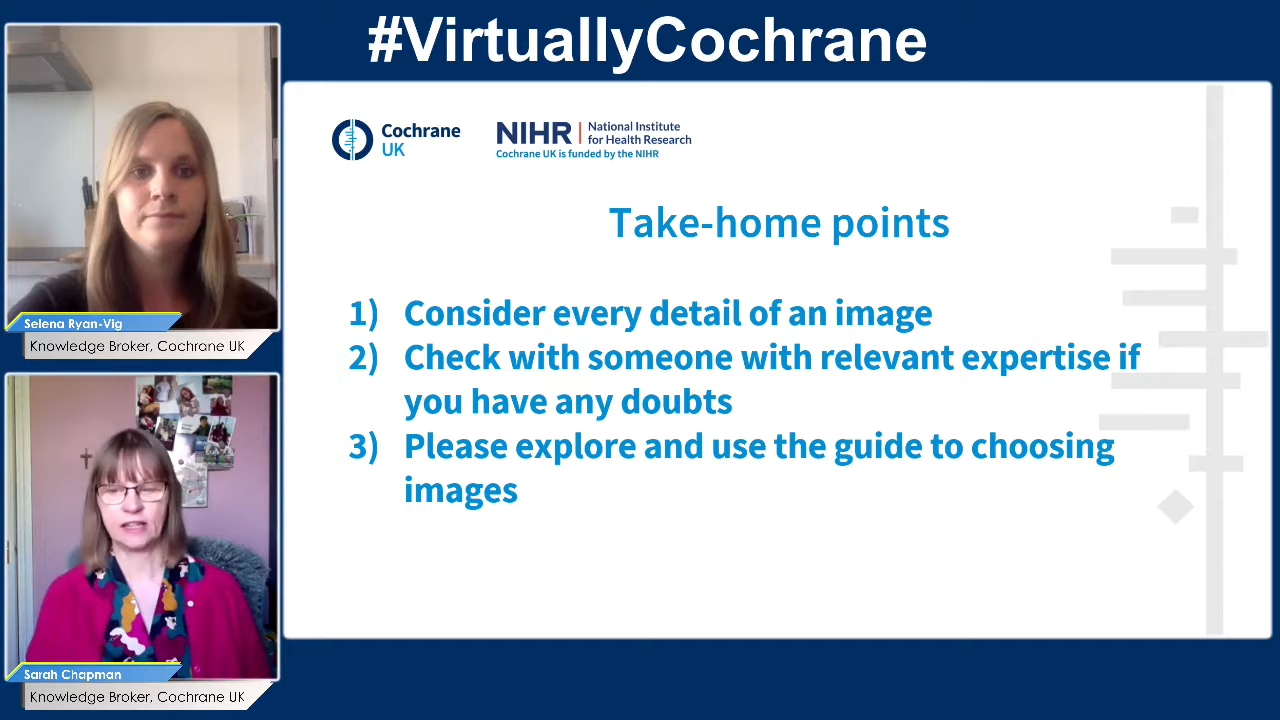 #VirtuallyCochrane
Cochrane
UK
NIHR
National Institute
for Health Research
Cochrane UK is funded by the NIHR
Take-home points
1) Consider every detail of an image
2) Check with someone with relevant expertise if
you have any doubts
3) Please explore and use the guide to choosing
images
Selena Ryan-Vig
Knowledge Broker, Cochrane UK
Sarah Chapman
Knowledge Broker, Cochrane UK